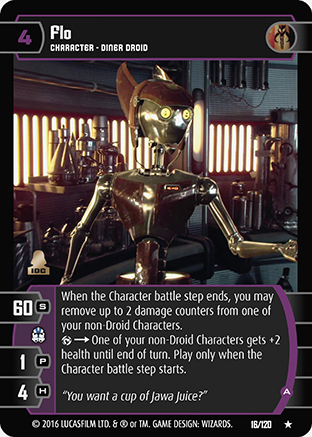 4
Flo
CHARACTER - DINER DROID
IDC
60 S
1 P
4 H
When the Character battle step ends, you may
remove up to 2 damage counters from one of
your non-Droid Characters.
→ One of your non-Droid Characters gets +2
health until end of turn. Play only when the
Character battle step starts.
"You want a cup of Jawa Juice?"
A
© 2016 LUCASFILM LTD. & ® or TM. GAME DESIGN: WIZARDS. 16/120 ★